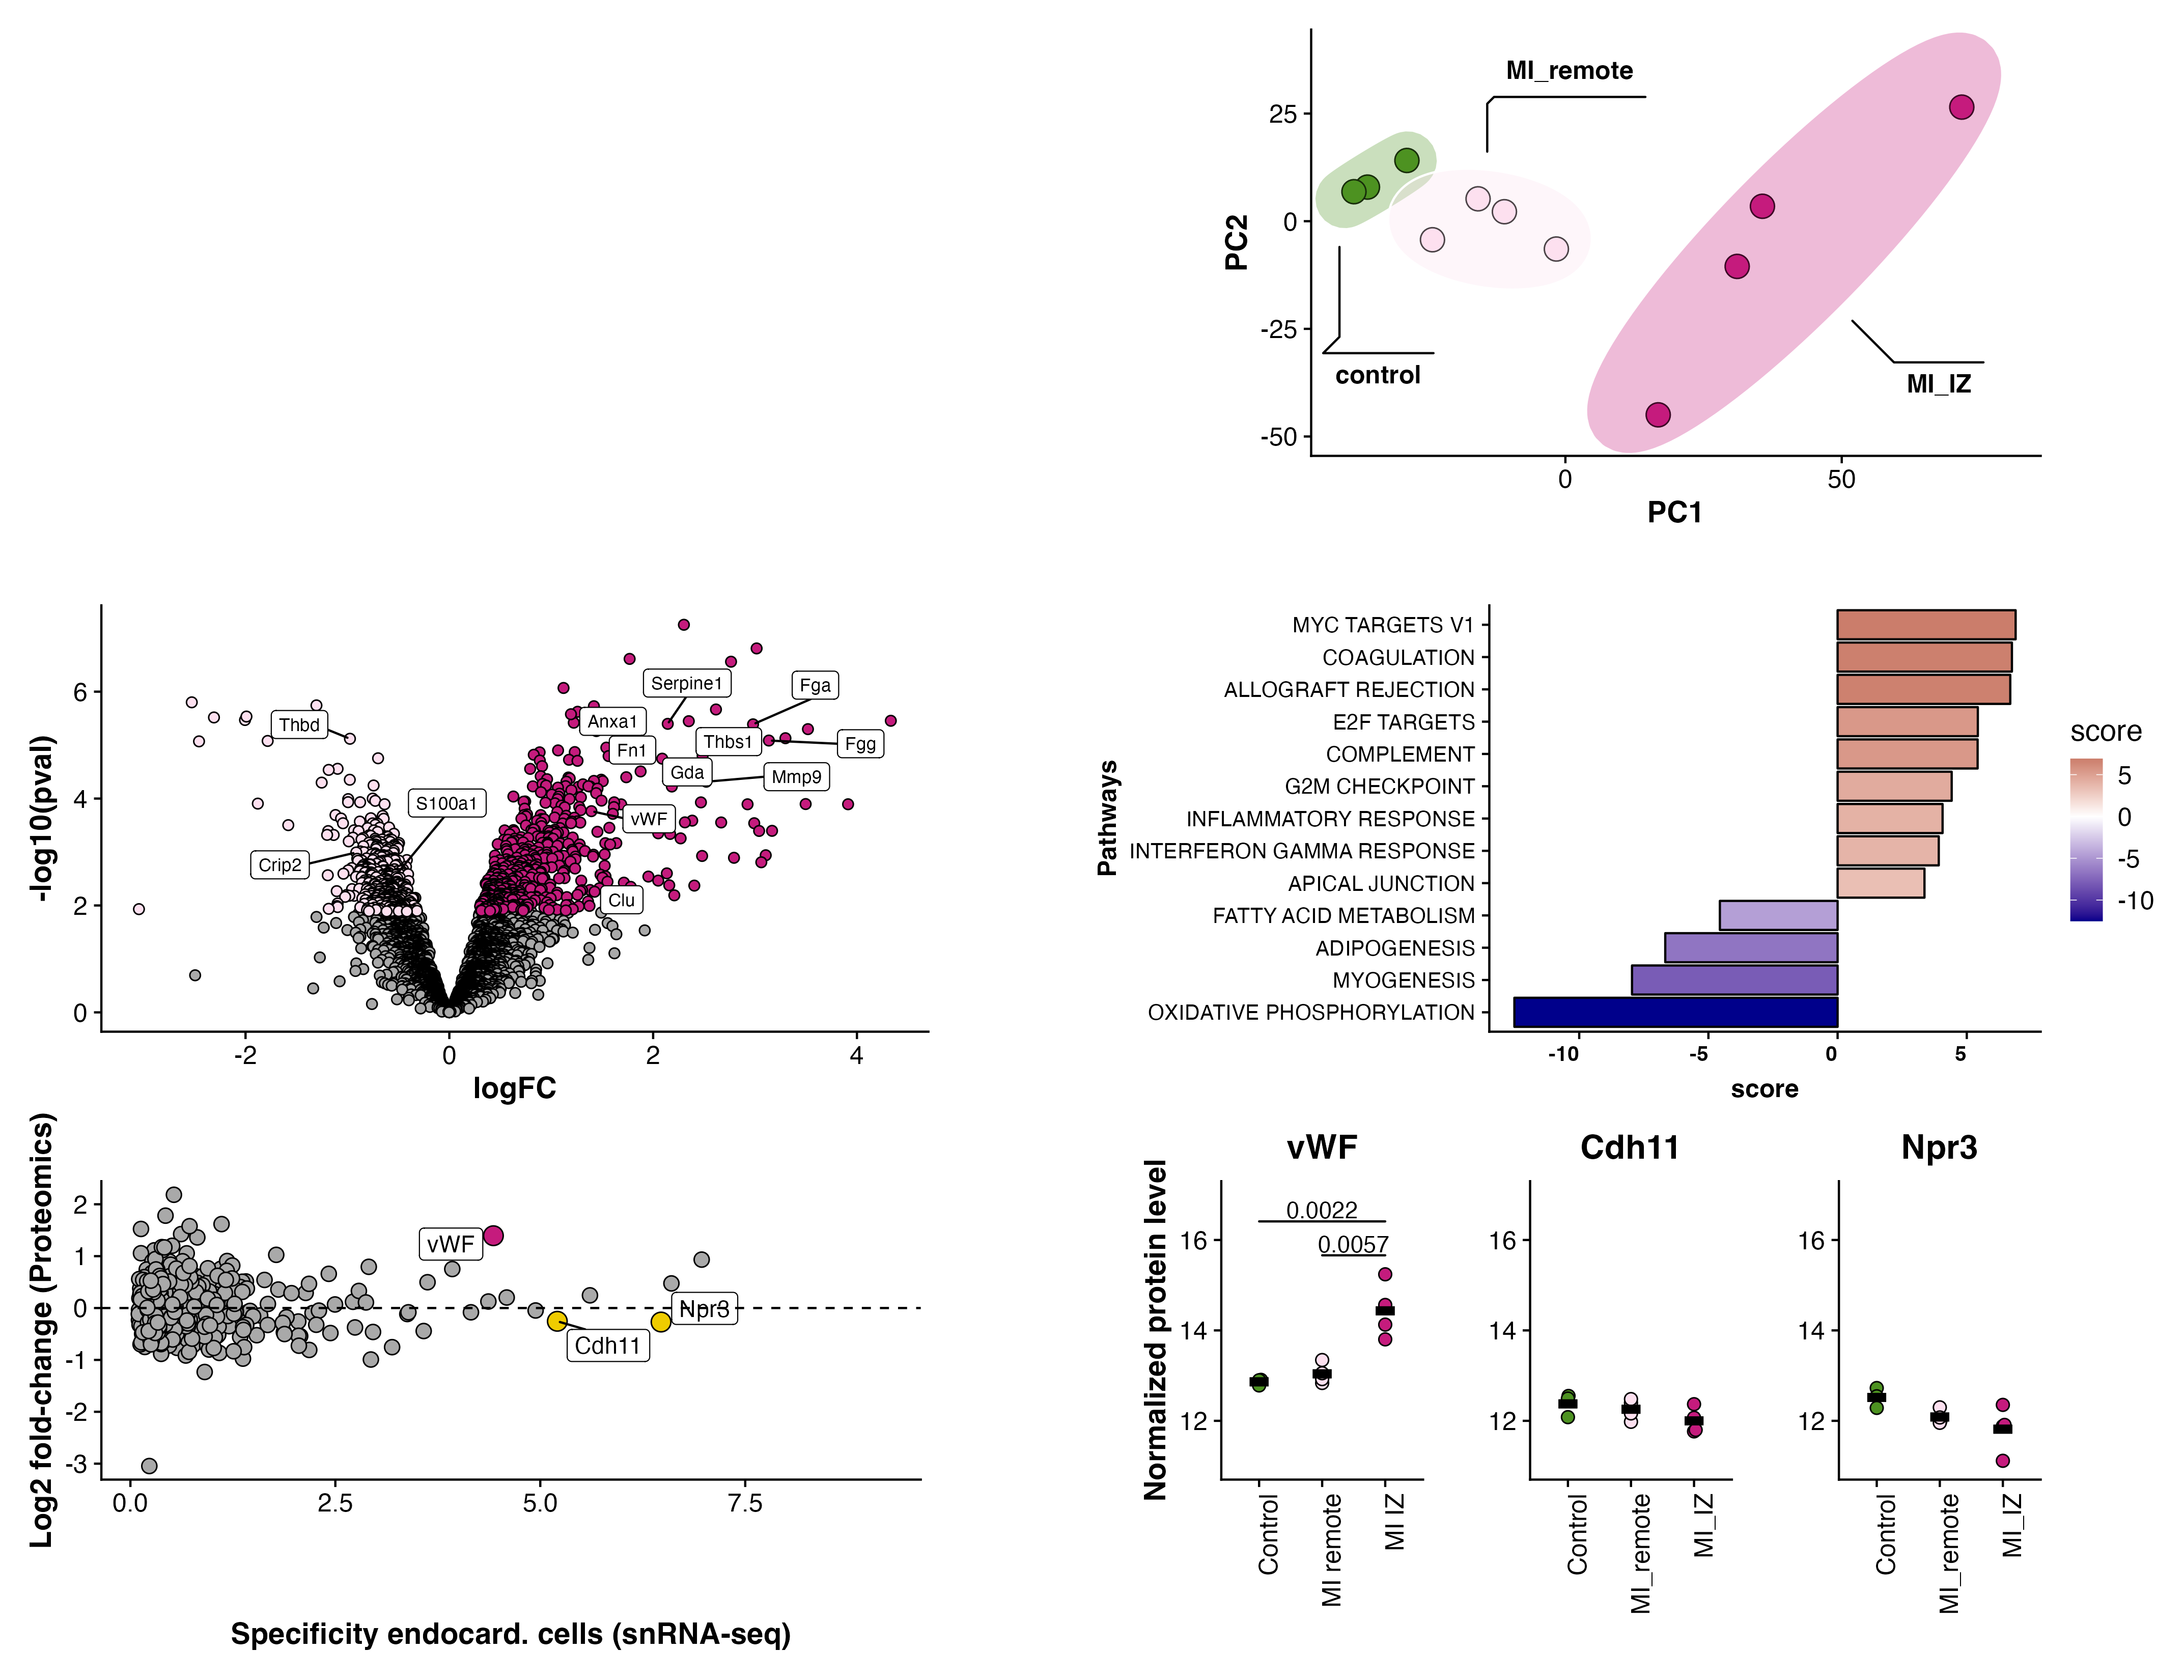 MI_remote
25
0
-25
-50
PC2
control
MI_IZ
0
50
PC1
-log10(pval)
6
4
2
0
Serpine1
Fga
Thbd
Anxa1
Fn1
Thbs1
Fgg
Gda
Mmp9
S100a1
vWF
Crip2
Clu
-2
0
2
4
logFC
Pathways
MYC TARGETS V1
COAGULATION
ALLOGRAFT REJECTION
E2F TARGETS
COMPLEMENT
G2M CHECKPOINT
INFLAMMATORY RESPONSE
INTERFERON GAMMA RESPONSE
APICAL JUNCTION
FATTY ACID METABOLISM
ADIPOGENESIS
MYOGENESIS
OXIDATIVE PHOSPHORYLATION
-10
-5
0
5
score
score
5
0
-5
-10
Log2 fold-change (Proteomics)
2
1
0
-1
-2
-3
vWF
Npr3
Cdh11
0.0
2.5
5.0
7.5
Specificity endocard. cells (snRNA-seq)
Normalized protein level
vWF
16
14
12
0.0022
0.0057
Control
MI remote
MI IZ
Cdh11
16
14
12
Control
MI_remote
MI_IZ
Npr3
16
14
12
Control
MI_remote
MI_IZ